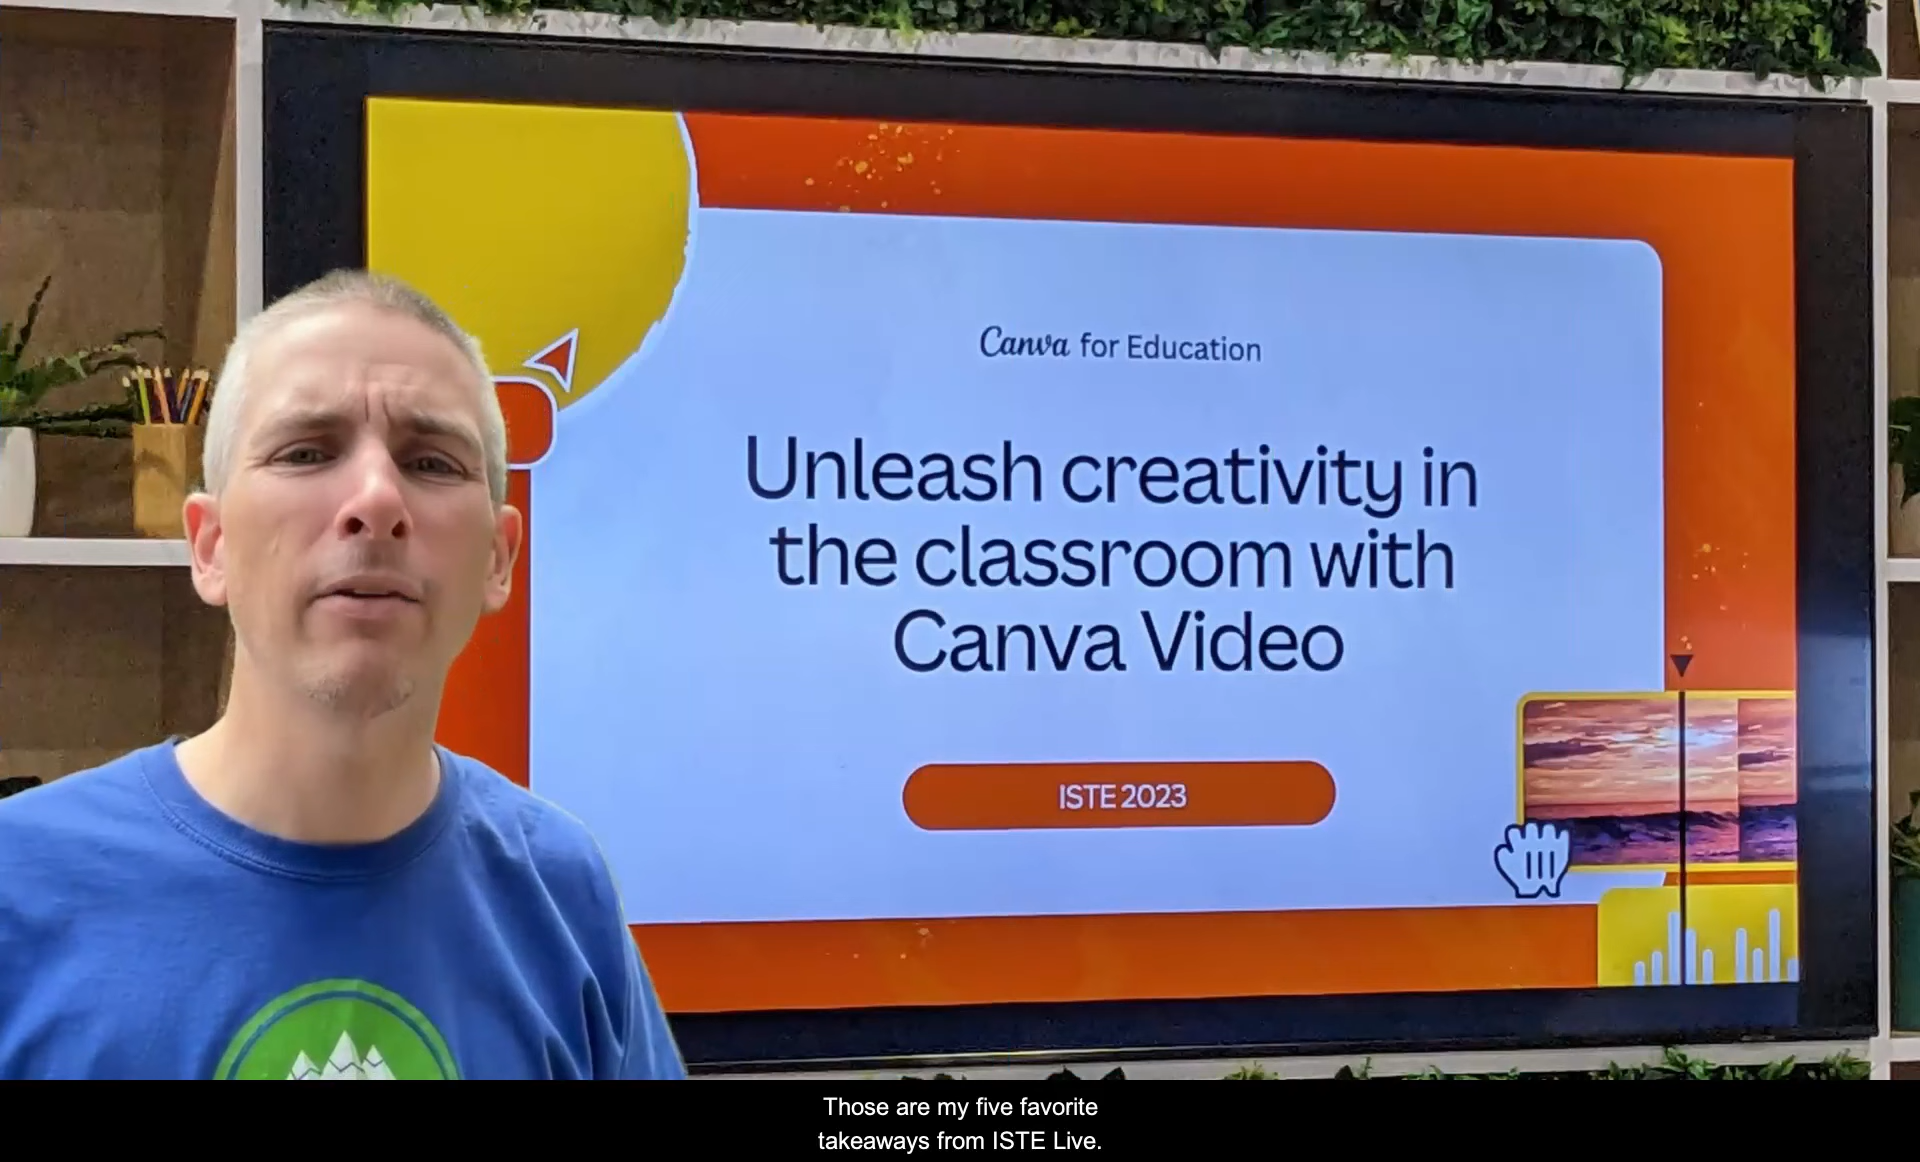 Canva for Education
Unleash creativity in
the classroom with
Canva Video
ISTE 2023
Those are my five favorite
takeaways from ISTE Live.